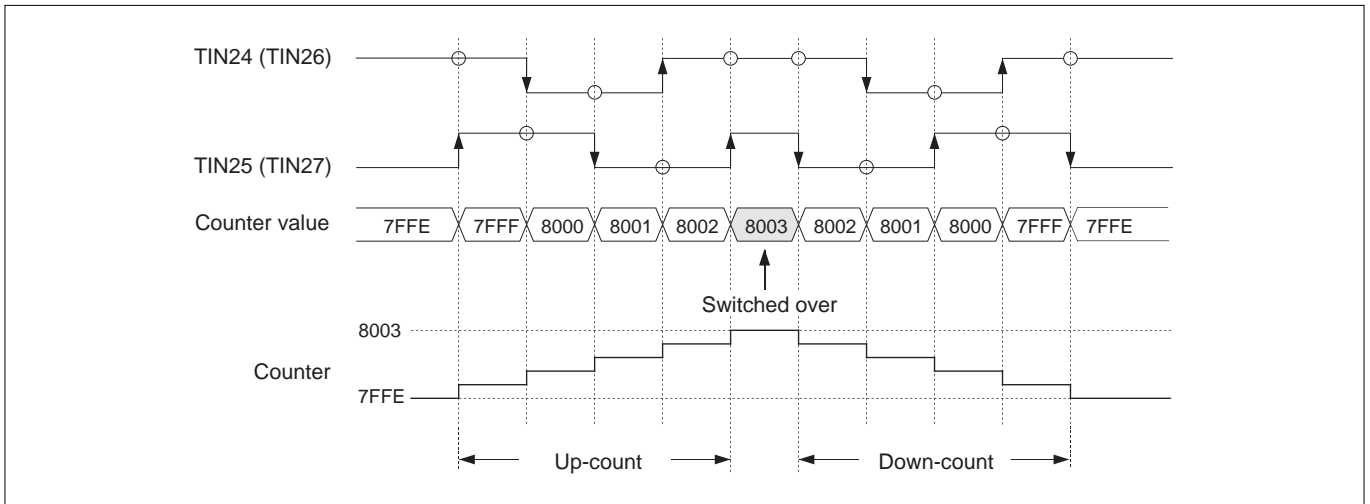 TIN24 (TIN26)
TIN25 (TIN27)
Counter value
7FFE 7FFF 8000 8001 8002 8003 8002 8001 8000 7FFF 7FFE
Switched over
8003
Counter
7FFE
Up-count Down-count